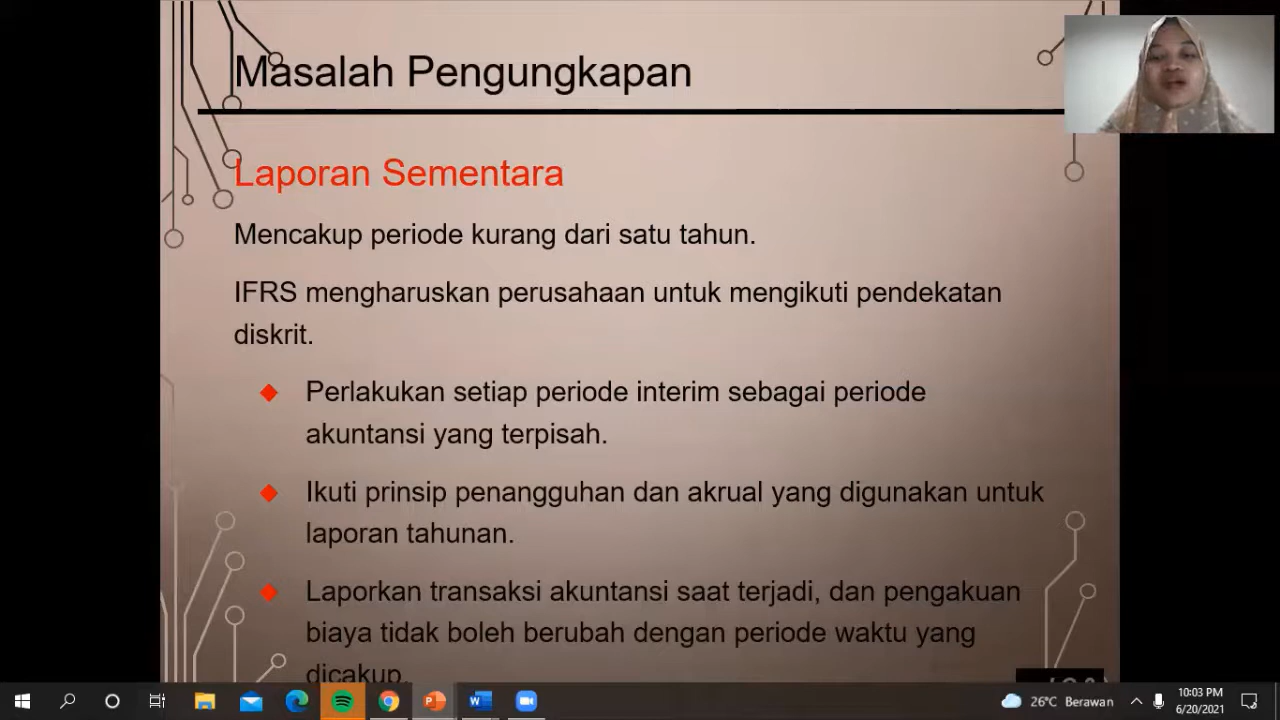 Masalah Pengungkapan
Laporan Sementara
Mencakup periode kurang dari satu tahun.
IFRS mengharuskan perusahaan untuk mengikuti pendekatan
diskrit.
Perlakukan setiap periode interim sebagai periode
akuntansi yang terpisah.
Ikuti prinsip penangguhan dan akrual yang digunakan untuk
laporan tahunan.
Laporkan transaksi akuntansi saat terjadi, dan pengakuan
biaya tidak boleh berubah dengan periode waktu yang
dicakup.
26°C Berawan
10:03 PM
6/20/2021